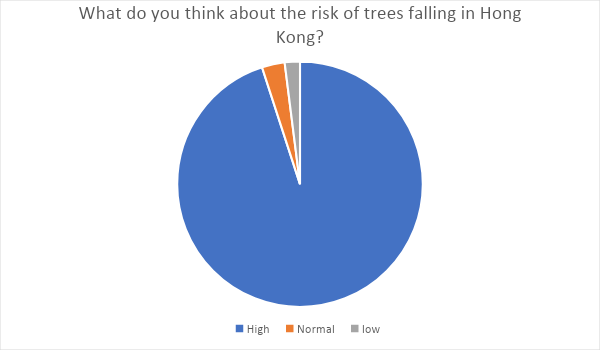 What do you think about the risk of trees falling in Hong
Kong?
High Normal low